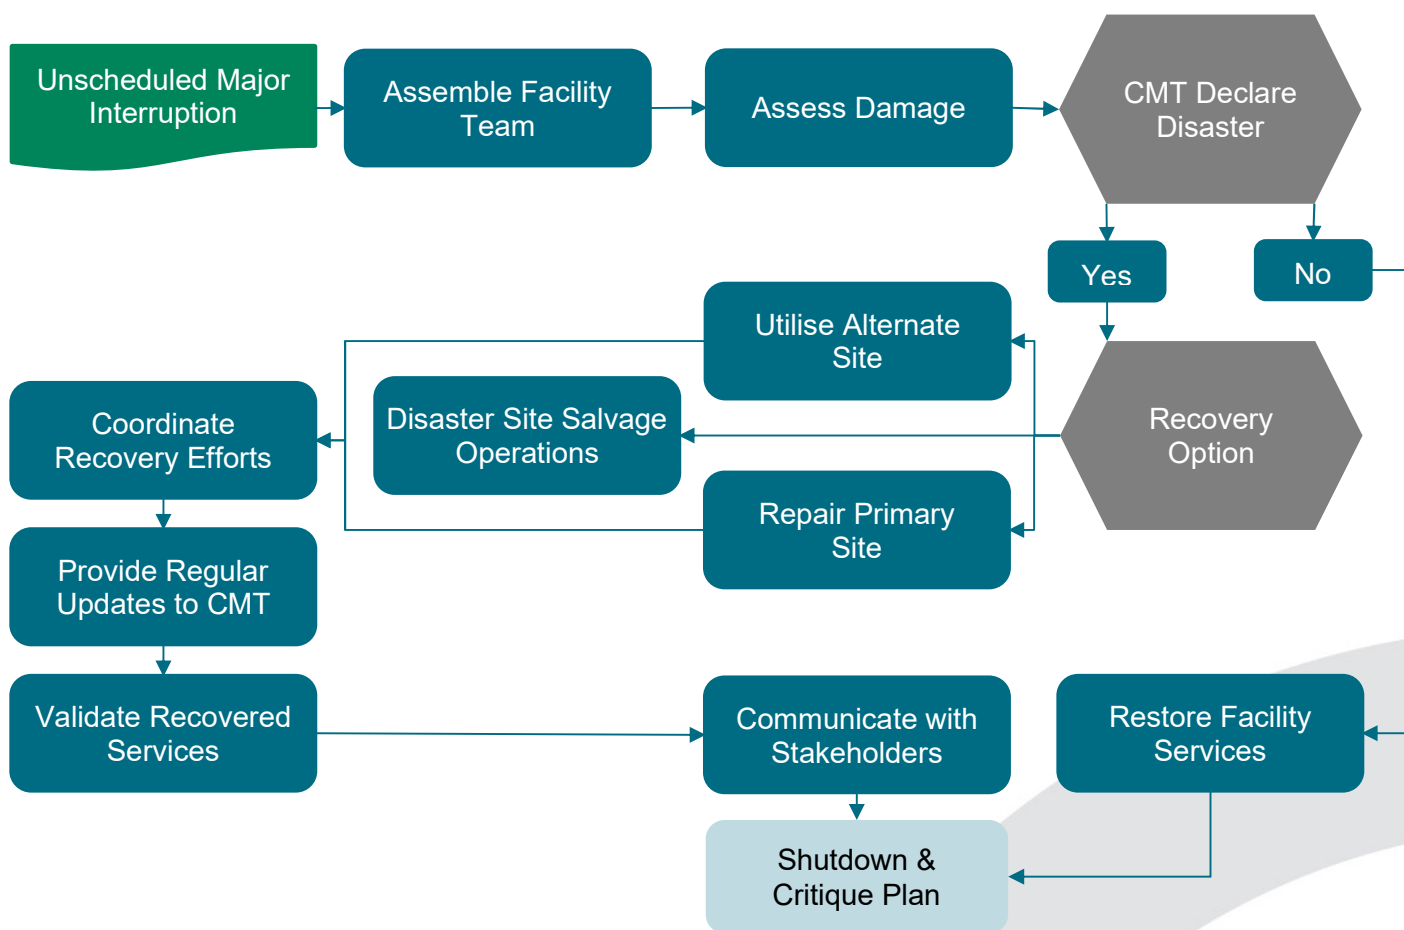 Unscheduled Major
Interruption
Assemble Facility
Team
Assess Damage
CMT Declare
Disaster
Yes
No
Utilise Alternate
Site
Disaster Site Salvage
Operations
Repair Primary
Site
Recovery
Option
Coordinate
Recovery Efforts
Provide Regular
Updates to CMT
Validate Recovered
Services
Communicate with
Stakeholders
Restore Facility
Services
Shutdown &
Critique Plan